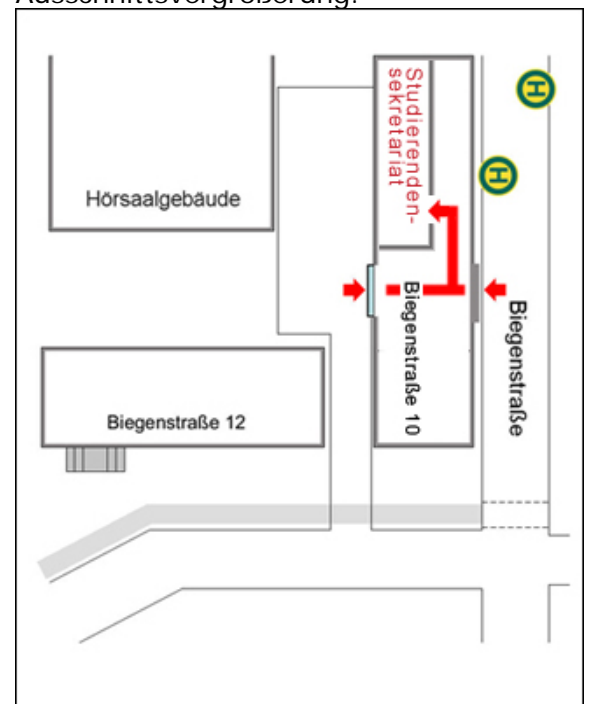 Ausschnittsvergrößerung:
Studierenden-
sekretariat
H
H
Hörsaalgebäude
Biegenstraße 10
Biegenstraße
Biegenstraße 12